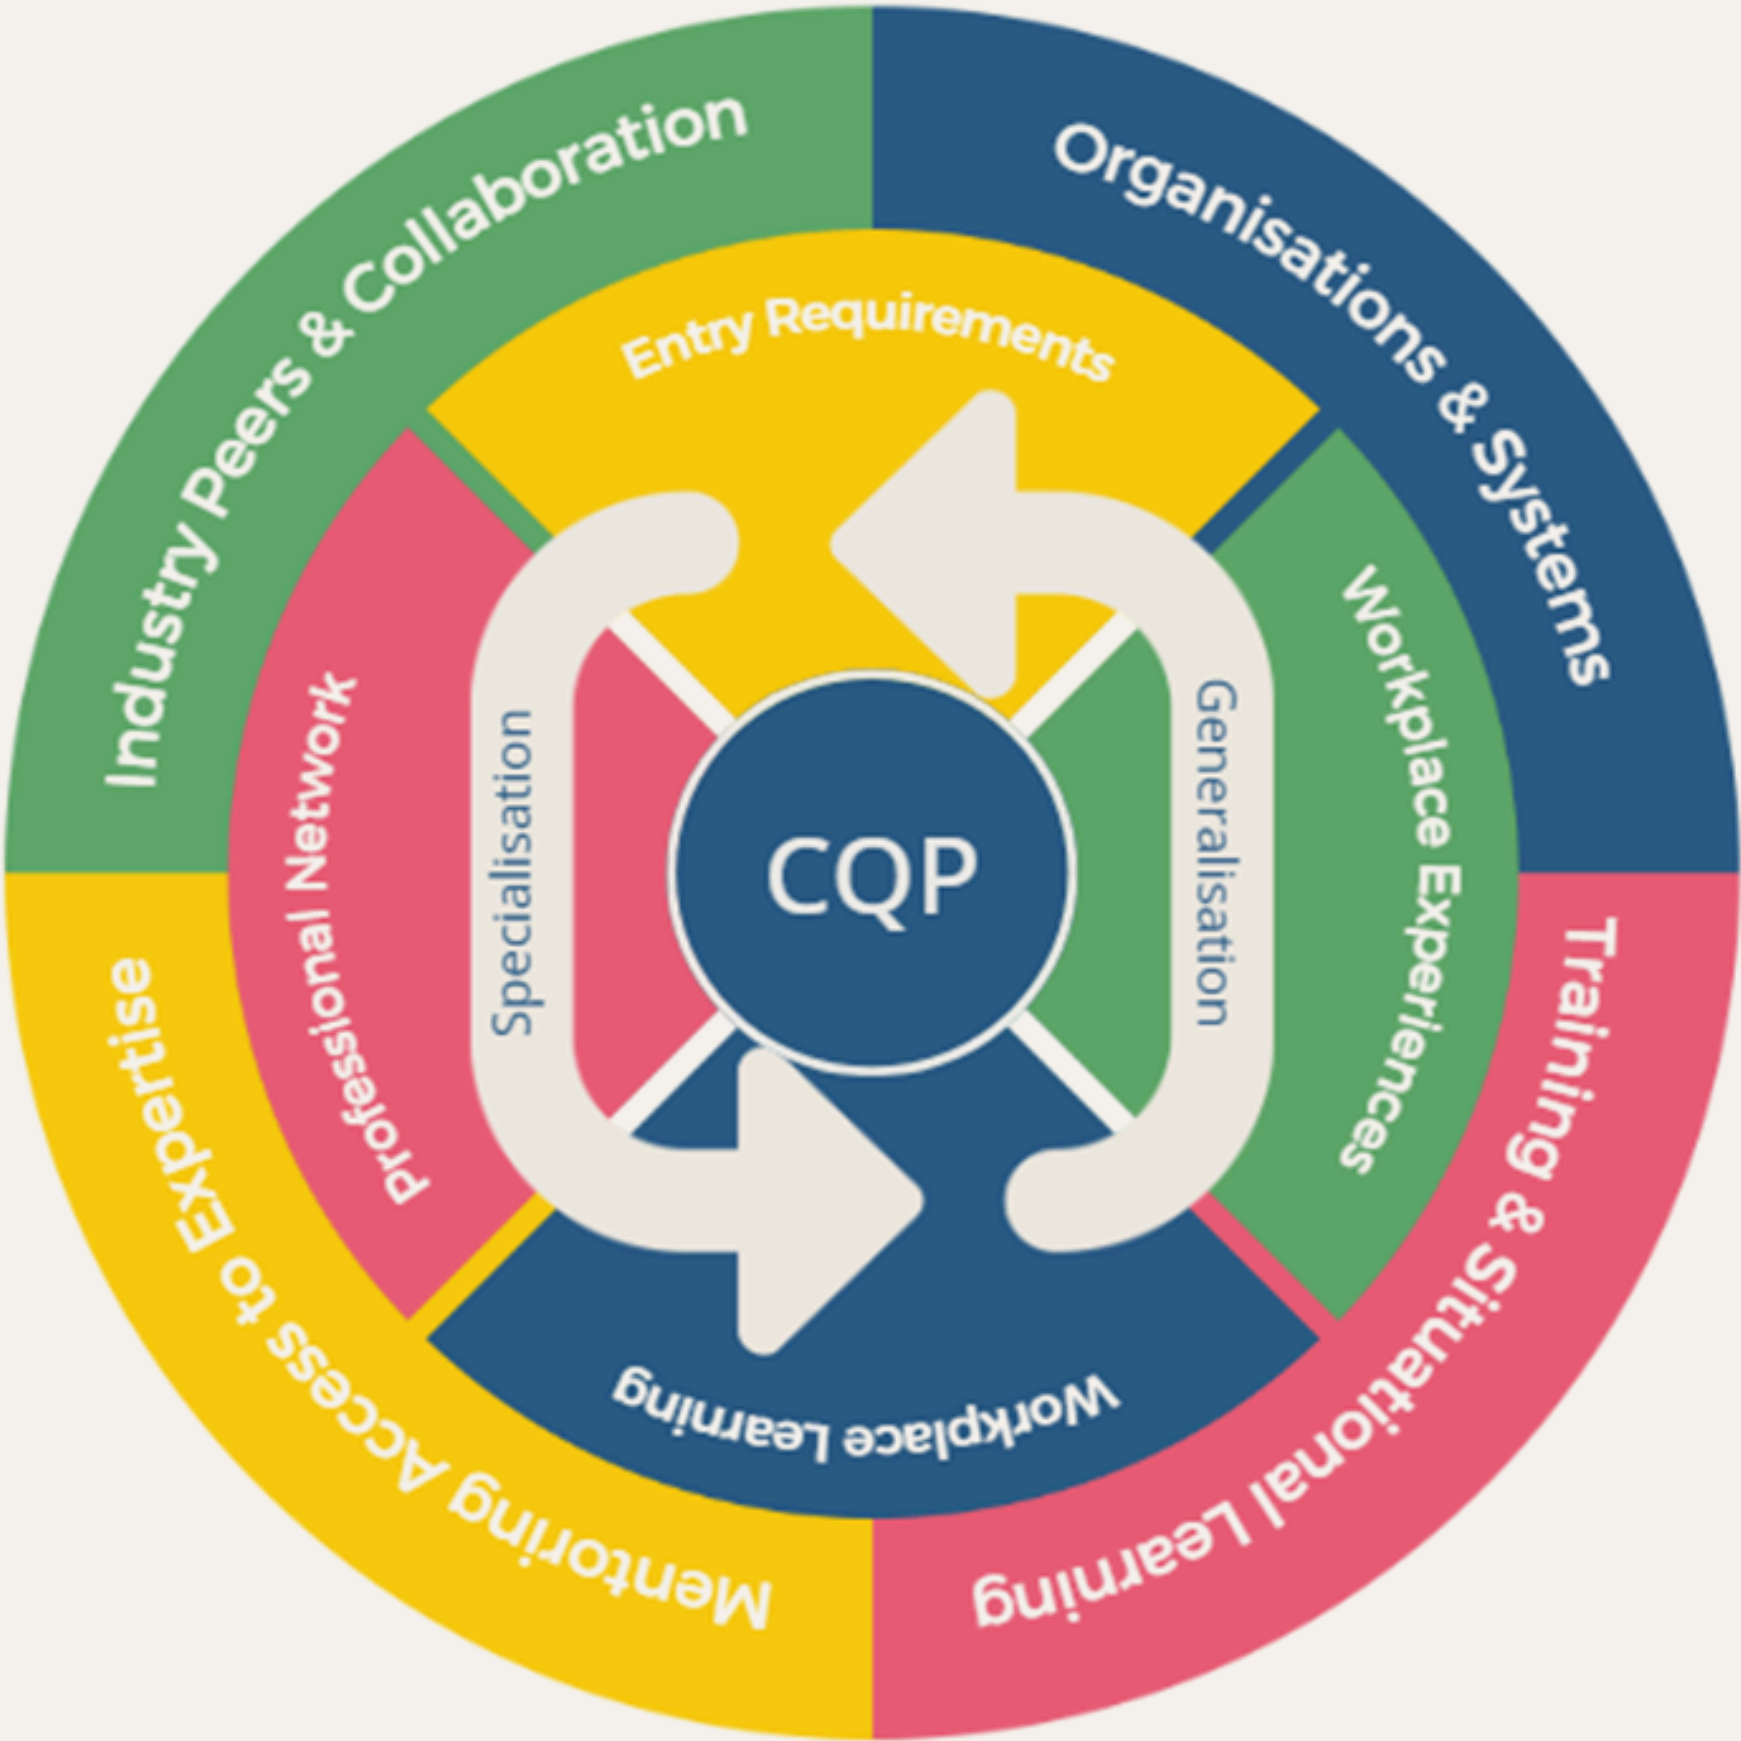 Industry Peers & Collaboration
Organisations & Systems
Training & Situational Learning
Mentoring Access to Expertise
Entry Requirements
Workplace Experiences
Workplace Learning
Professional Network
Specialisation
Generalisation
CQP